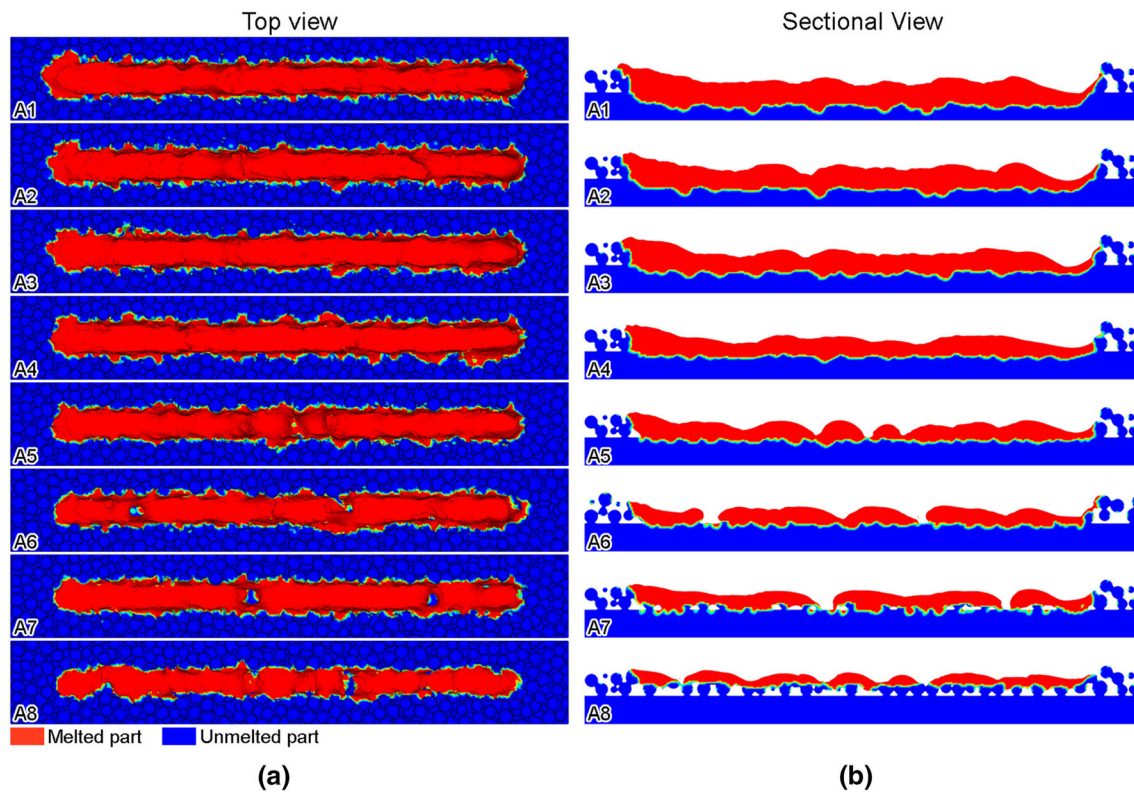 Top view
Sectional View
A1
A1
A2
A2
A3
A3
A4
A4
A5
A5
A6
A6
A7
A7
A8
A8
Melted part
Unmelted part
(a)
(b)